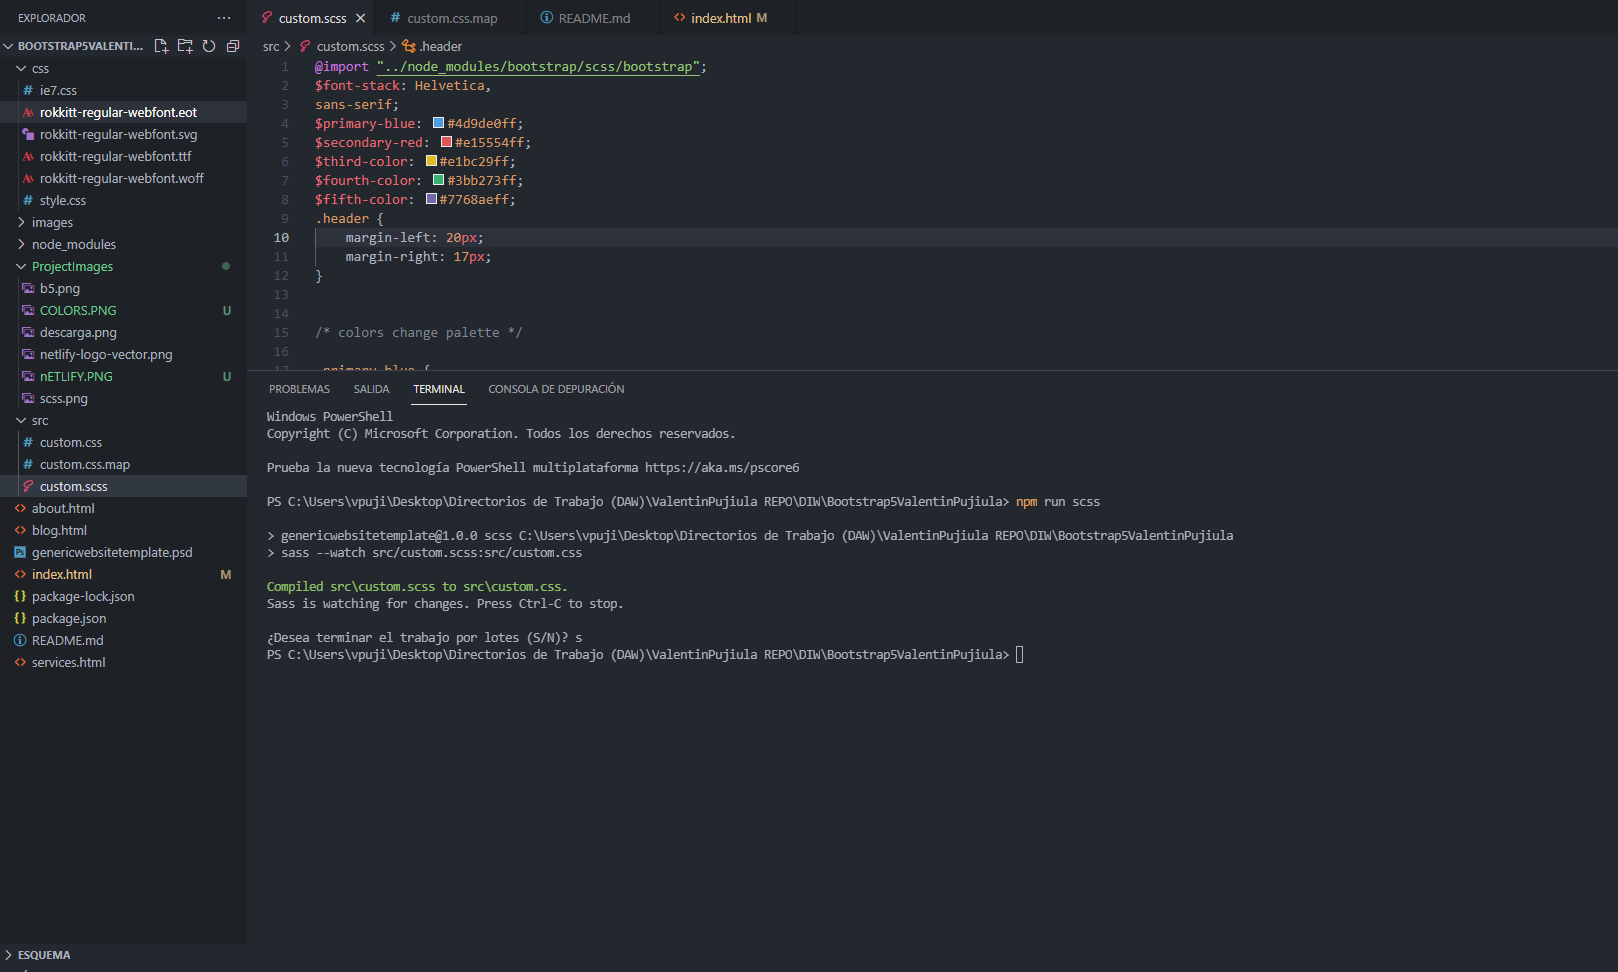 EXPLORADOR
BOOTSTRAP5VALENTI...
css
# ie7.css
rokkitt-regular-webfont.eot
rokkitt-regular-webfont.svg
rokkitt-regular-webfont.ttf
rokkitt-regular-webfont.woff
# style.css
images
node_modules
ProjectImages
b5.png
COLORS.PNG U
descarga.png
netlify-logo-vector.png
nETLIFY.PNG U
scss.png
src
# custom.css
# custom.css.map
custom.scss
<> about.html
<> blog.html
Ps genericwebsitetemplate.psd
<> index.html M
{} package-lock.json
{} package.json
README.md
<> services.html
ESQUEMA
custom.scss # custom.css.map README.md <> index.html M
src > custom.scss > .header
1 @import "../node_modules/bootstrap/scss/bootstrap";
2 $font-stack: Helvetica,
3 sans-serif;
4 $primary-blue: #4d9de0ff;
5 $secondary-red: #e15554ff;
6 $third-color: #e1bc29ff;
7 $fourth-color: #3bb273ff;
8 $fifth-color: #7768aeff;
9 .header {
10 margin-left: 20px;
11 margin-right: 17px;
12 }
13
14
15 /* colors change palette */
16
17 .primary-blue {
PROBLEMAS SALIDA TERMINAL CONSOLA DE DEPURACIÓN
Windows PowerShell
Copyright (C) Microsoft Corporation. Todos los derechos reservados.
Prueba la nueva tecnología PowerShell multiplataforma https://aka.ms/pscore6
PS C:\Users\vpuji\Desktop\Directorios de Trabajo (DAW)\ValentinPujiula REPO\DIW\Bootstrap5ValentinPujiula> npm run scss
> genericwebsitetemplate@1.0.0 scss C:\Users\vpuji\Desktop\Directorios de Trabajo (DAW)\ValentinPujiula REPO\DIW\Bootstrap5ValentinPujiula
> sass --watch src/custom.scss:src/custom.css
Compiled src\custom.scss to src\custom.css.
Sass is watching for changes. Press Ctrl-C to stop.
¿Desea terminar el trabajo por lotes (S/N)? s
PS C:\Users\vpuji\Desktop\Directorios de Trabajo (DAW)\ValentinPujiula REPO\DIW\Bootstrap5ValentinPujiula>